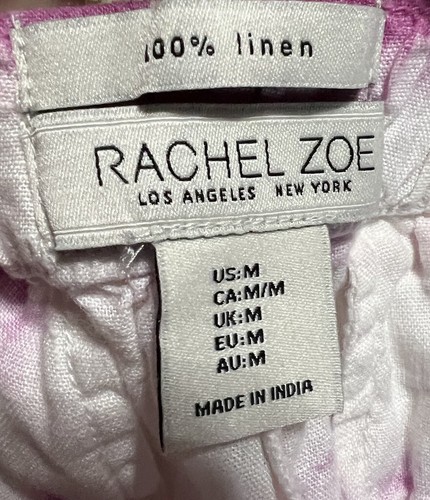 100% linen
RACHEL ZOE
LOS ANGELES NEW YORK
US:M
CA:M/M
UK:M
EU:M
AU:M
MADE IN INDIA